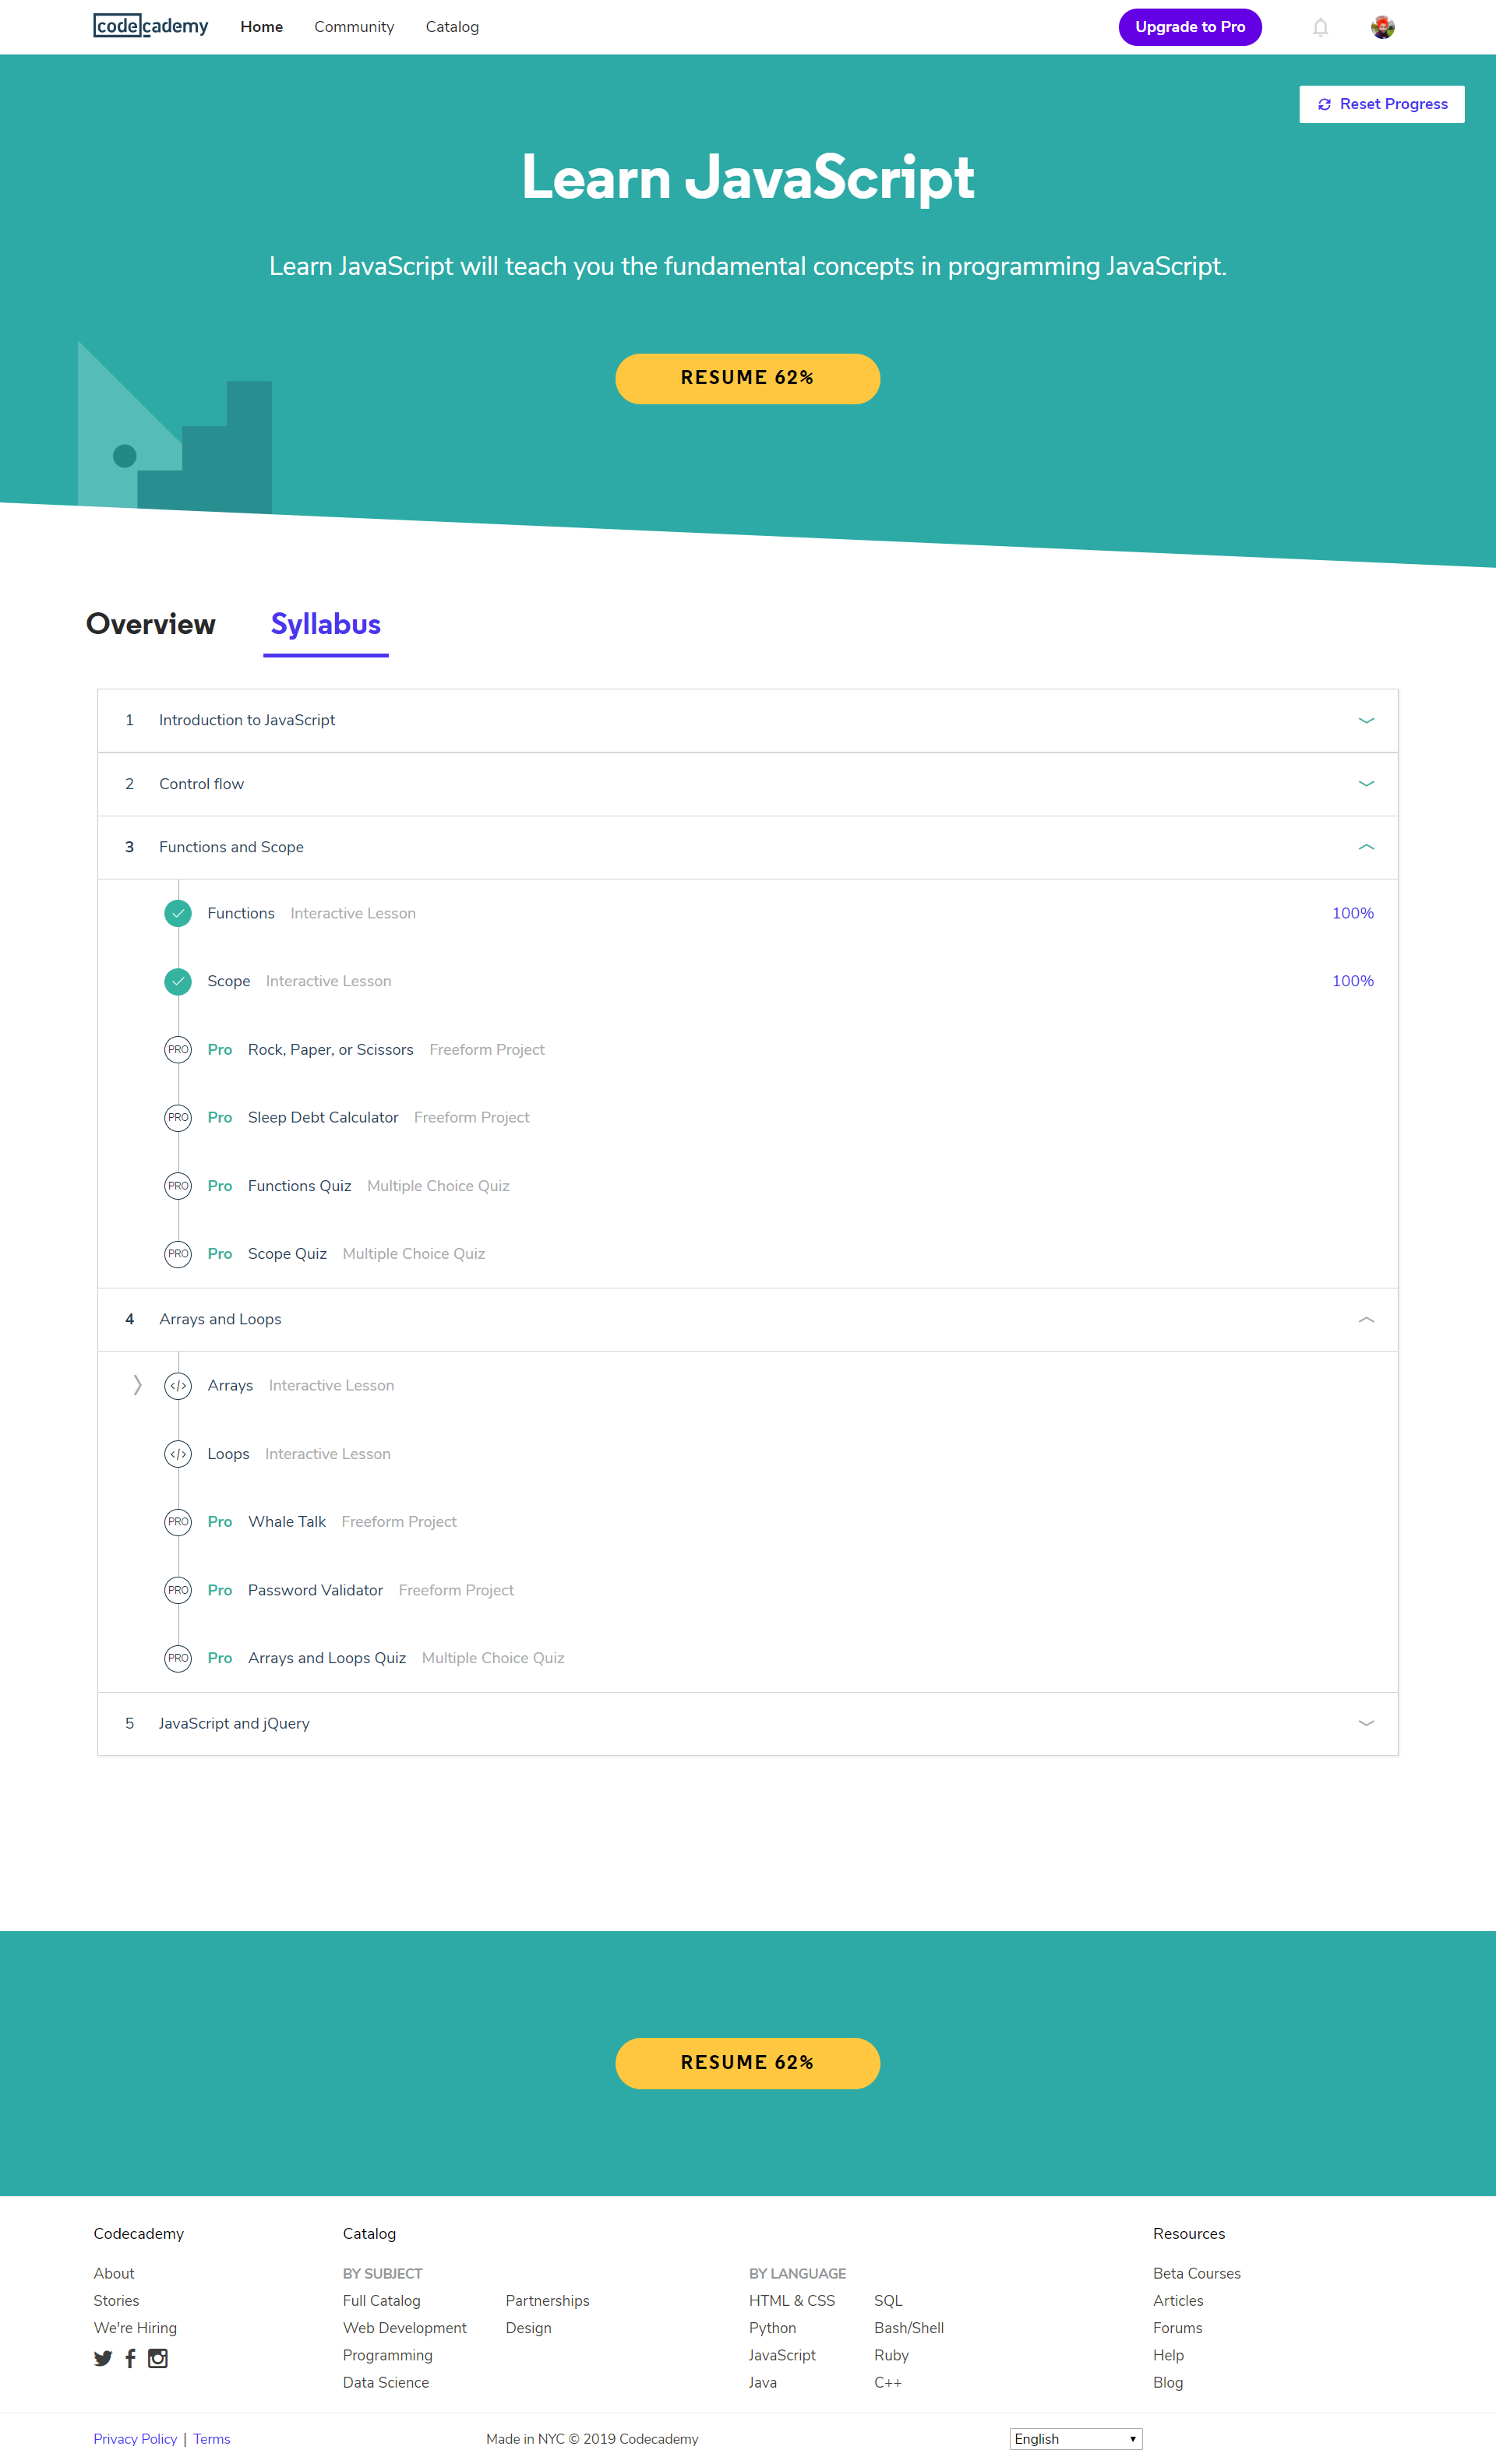 codecademy Home Community Catalog Upgrade to Pro
Reset Progress
Learn JavaScript
Learn JavaScript will teach you the fundamental concepts in programming JavaScript.
RESUME 62%
Overview Syllabus
1 Introduction to JavaScript
2 Control flow
3 Functions and Scope
Functions Interactive Lesson 100%
Scope Interactive Lesson 100%
PRO Pro Rock, Paper, or Scissors Freeform Project
PRO Pro Sleep Debt Calculator Freeform Project
PRO Pro Functions Quiz Multiple Choice Quiz
PRO Pro Scope Quiz Multiple Choice Quiz
4 Arrays and Loops
</> Arrays Interactive Lesson
</> Loops Interactive Lesson
PRO Pro Whale Talk Freeform Project
PRO Pro Password Validator Freeform Project
PRO Pro Arrays and Loops Quiz Multiple Choice Quiz
5 JavaScript and jQuery
RESUME 62%
Codecademy
About
Stories
We're Hiring
Catalog
BY SUBJECT
Full Catalog
Web Development
Programming
Data Science
Partnerships
Design
BY LANGUAGE
HTML & CSS
Python
JavaScript
Java
SQL
Bash/Shell
Ruby
C++
Resources
Beta Courses
Articles
Forums
Help
Blog
Privacy Policy | Terms Made in NYC © 2019 Codecademy English